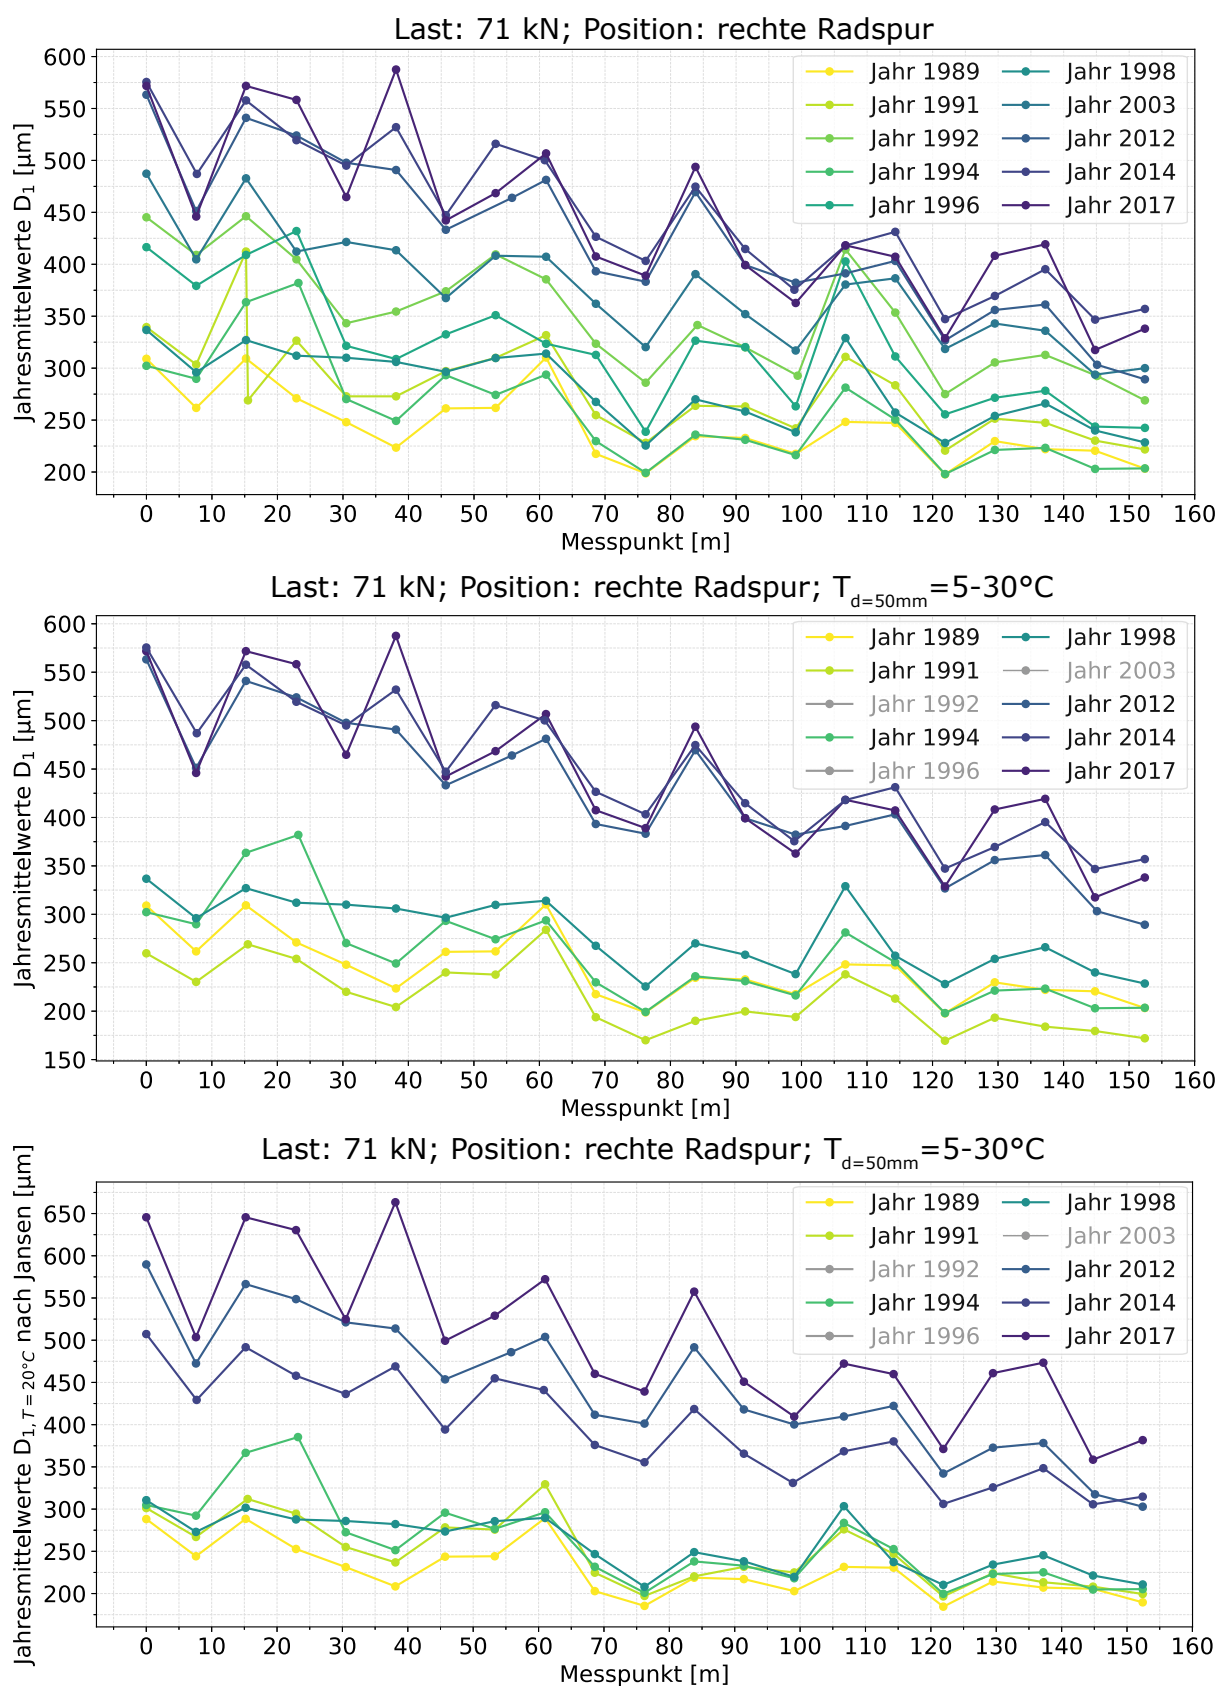 Last: 71 kN; Position: rechte Radspur
Jahresmittelwerte D1 [µm]
600
550
500
450
400
350
300
250
200
Jahr 1989
Jahr 1991
Jahr 1992
Jahr 1994
Jahr 1996
Jahr 1998
Jahr 2003
Jahr 2012
Jahr 2014
Jahr 2017
0 10 20 30 40 50 60 70 80 90 100 110 120 130 140 150 160
Messpunkt [m]
Last: 71 kN; Position: rechte Radspur; Td=50mm=5-30°C
Jahresmittelwerte D1 [µm]
600
550
500
450
400
350
300
250
200
150
Jahr 1989
Jahr 1991
Jahr 1992
Jahr 1994
Jahr 1996
Jahr 1998
Jahr 2003
Jahr 2012
Jahr 2014
Jahr 2017
0 10 20 30 40 50 60 70 80 90 100 110 120 130 140 150 160
Messpunkt [m]
Last: 71 kN; Position: rechte Radspur; Td=50mm=5-30°C
Jahresmittelwerte D1, T=20°C nach Jansen [µm]
650
600
550
500
450
400
350
300
250
200
Jahr 1989
Jahr 1991
Jahr 1992
Jahr 1994
Jahr 1996
Jahr 1998
Jahr 2003
Jahr 2012
Jahr 2014
Jahr 2017
0 10 20 30 40 50 60 70 80 90 100 110 120 130 140 150 160
Messpunkt [m]